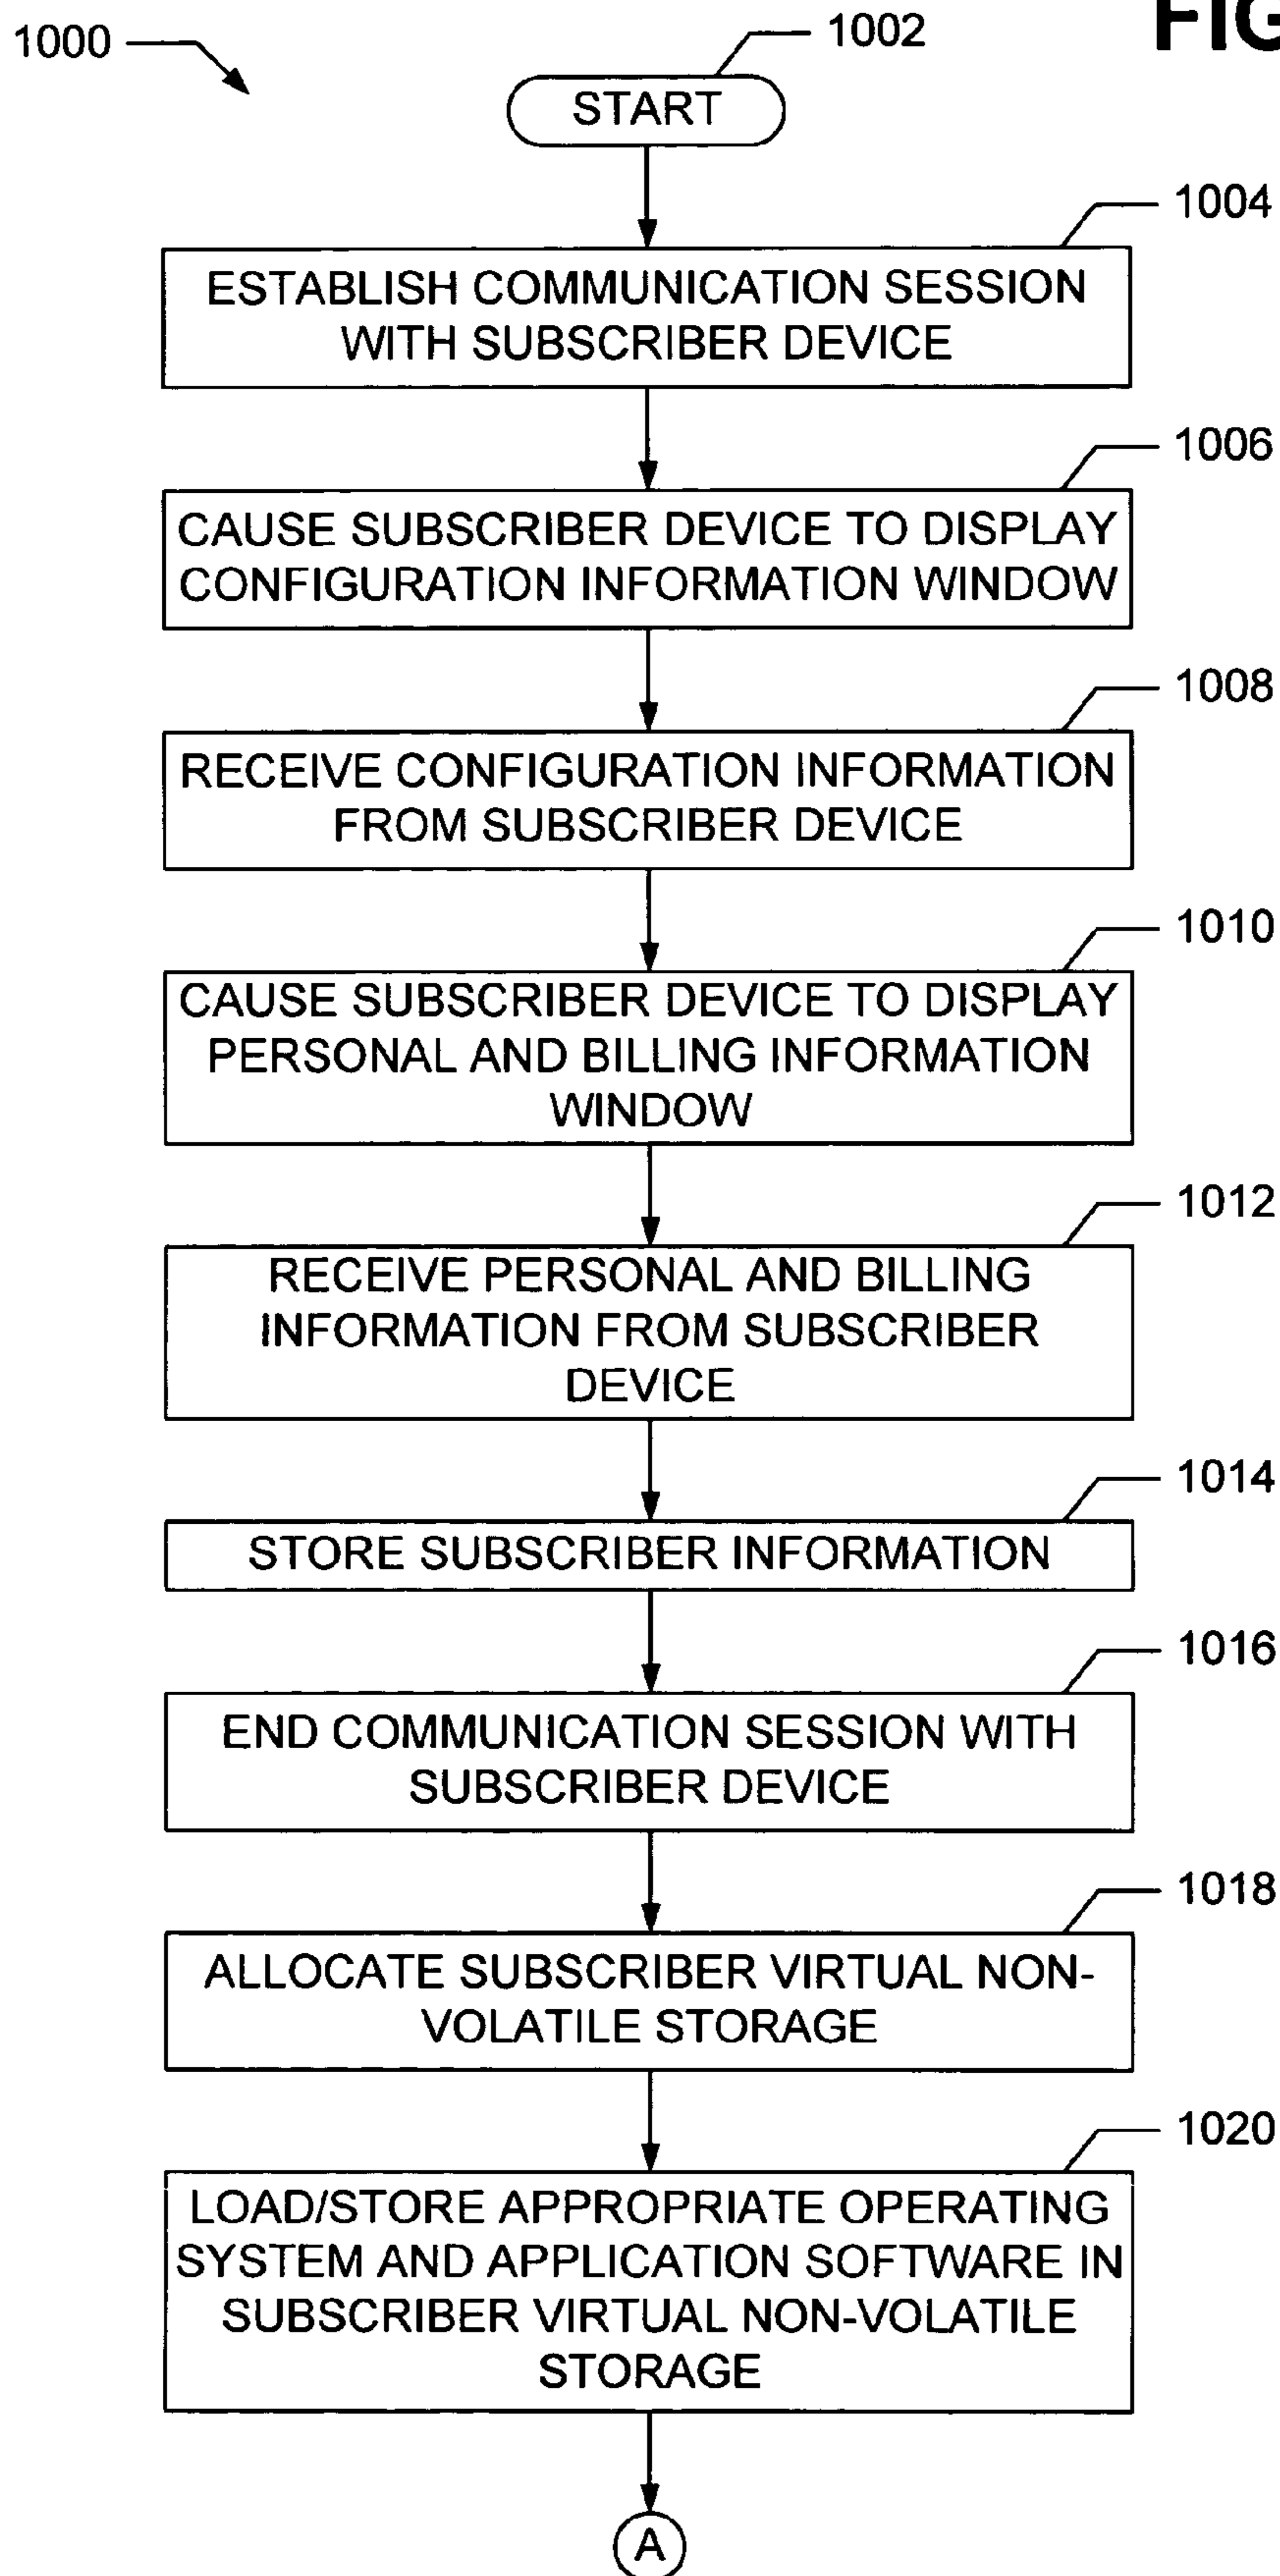 FIG
1000
1002
START
1004
ESTABLISH COMMUNICATION SESSION
WITH SUBSCRIBER DEVICE
1006
CAUSE SUBSCRIBER DEVICE TO DISPLAY
CONFIGURATION INFORMATION WINDOW
1008
RECEIVE CONFIGURATION INFORMATION
FROM SUBSCRIBER DEVICE
1010
CAUSE SUBSCRIBER DEVICE TO DISPLAY
PERSONAL AND BILLING INFORMATION
WINDOW
1012
RECEIVE PERSONAL AND BILLING
INFORMATION FROM SUBSCRIBER
DEVICE
1014
STORE SUBSCRIBER INFORMATION
1016
END COMMUNICATION SESSION WITH
SUBSCRIBER DEVICE
1018
ALLOCATE SUBSCRIBER VIRTUAL NON-
VOLATILE STORAGE
1020
LOAD/STORE APPROPRIATE OPERATING
SYSTEM AND APPLICATION SOFTWARE IN
SUBSCRIBER VIRTUAL NON-VOLATILE
STORAGE
A